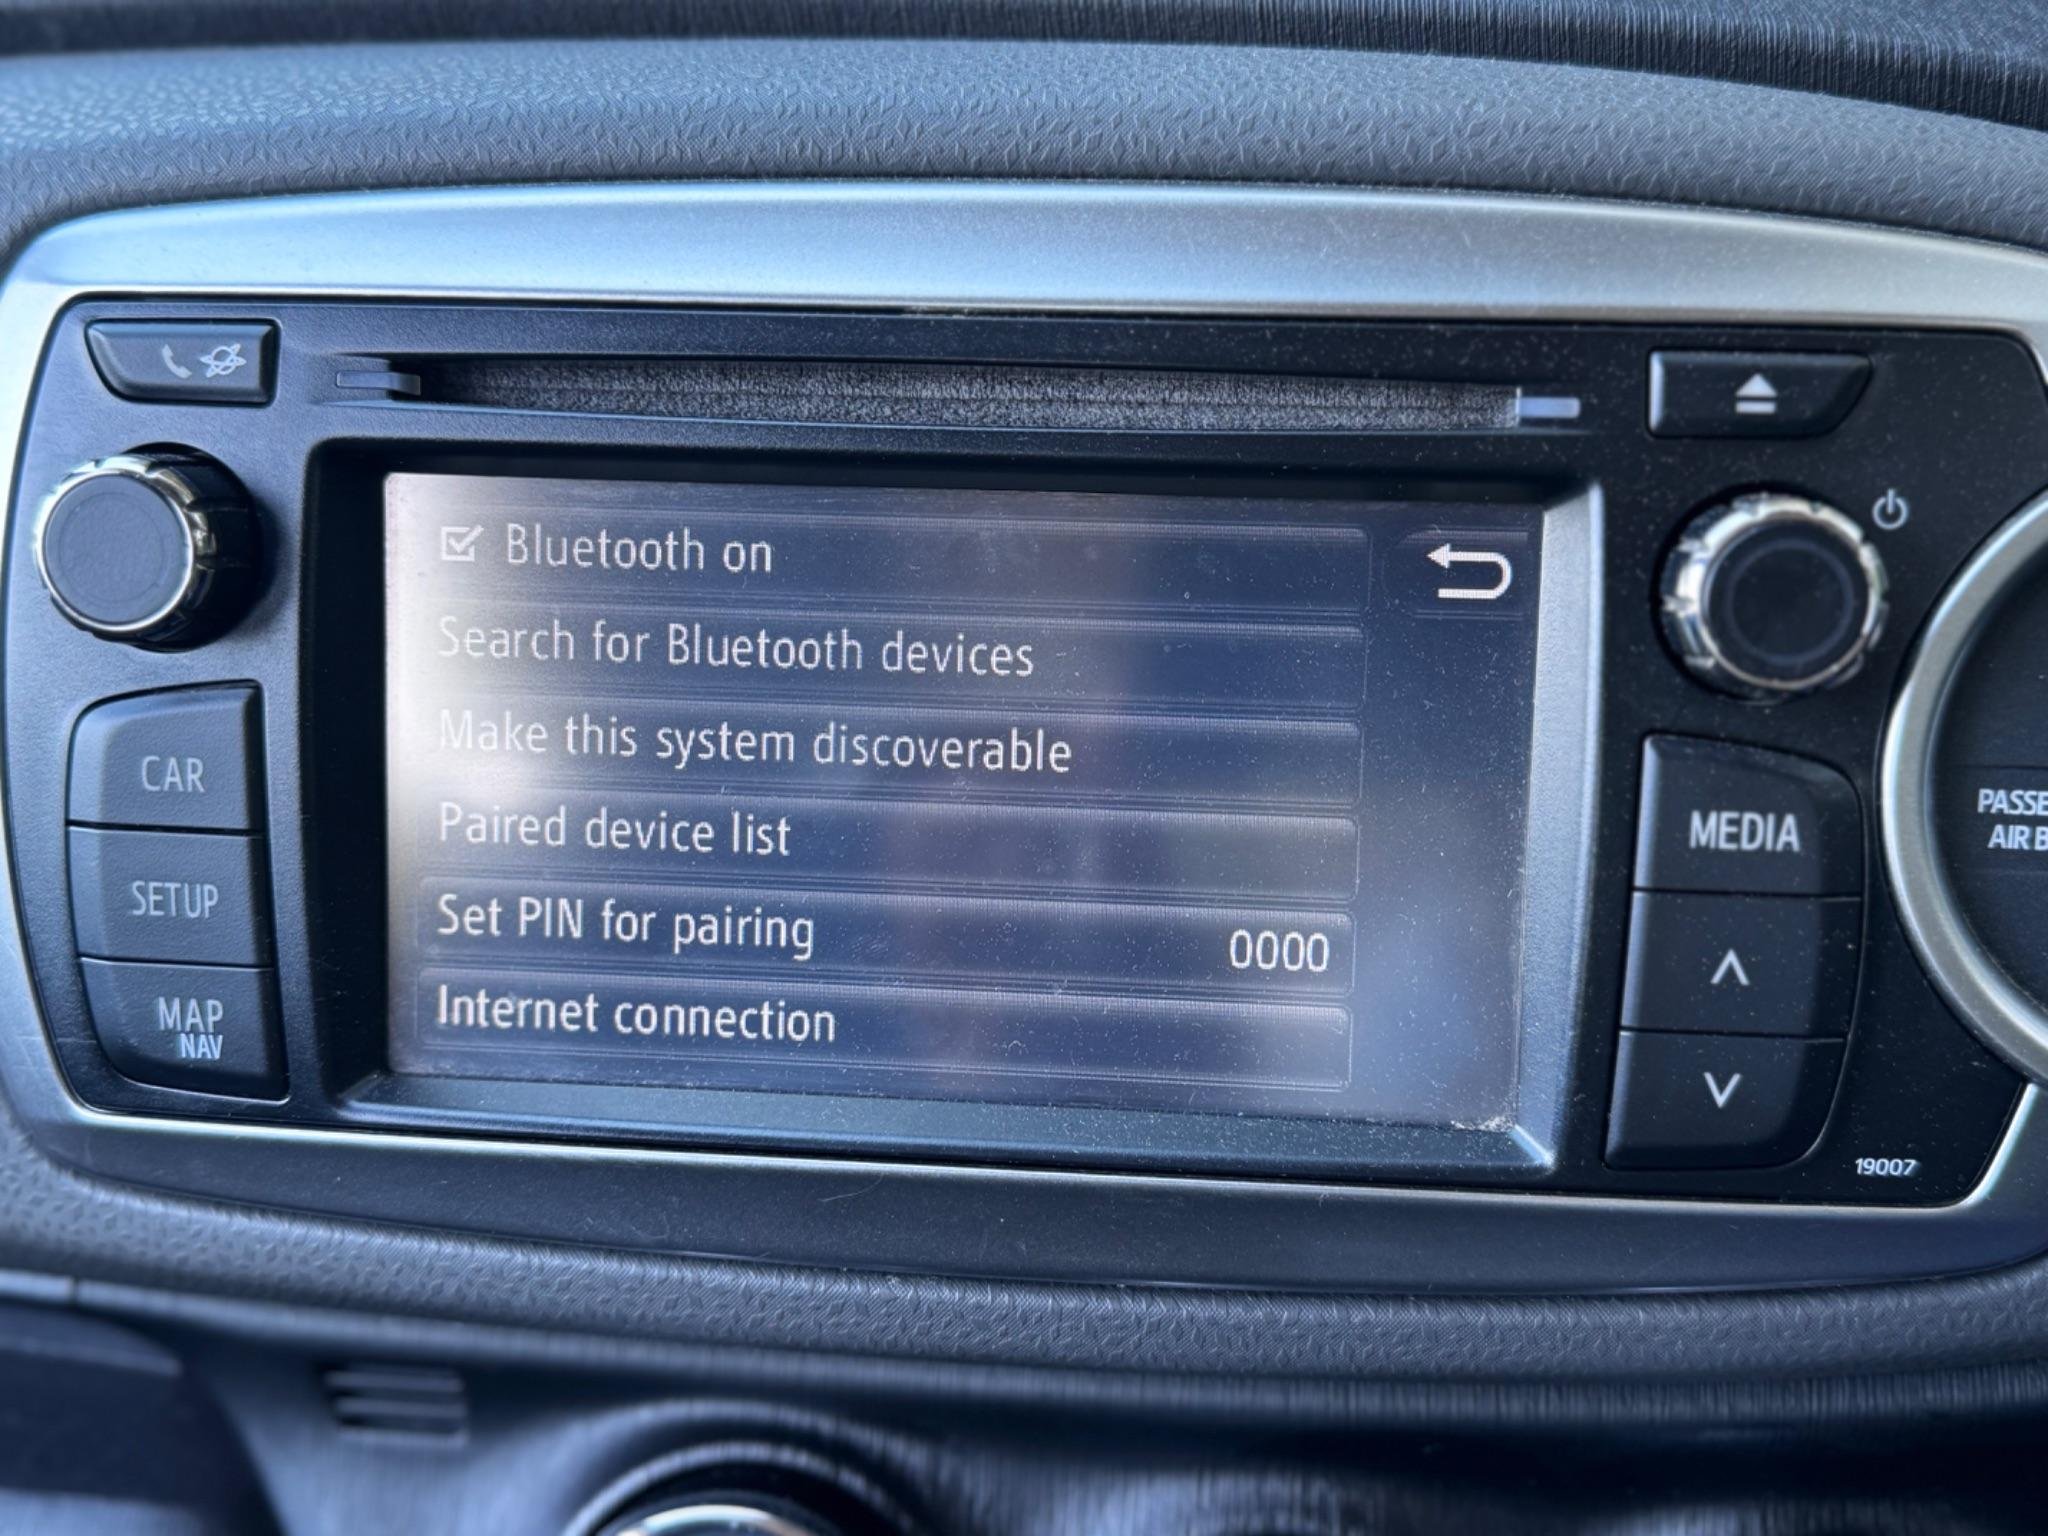 Bluetooth on
Search for Bluetooth devices
Make this system discoverable
Paired device list
Set PIN for pairing 0000
Internet connection
CAR
SETUP
MAP
NAV
MEDIA
19007
AIR